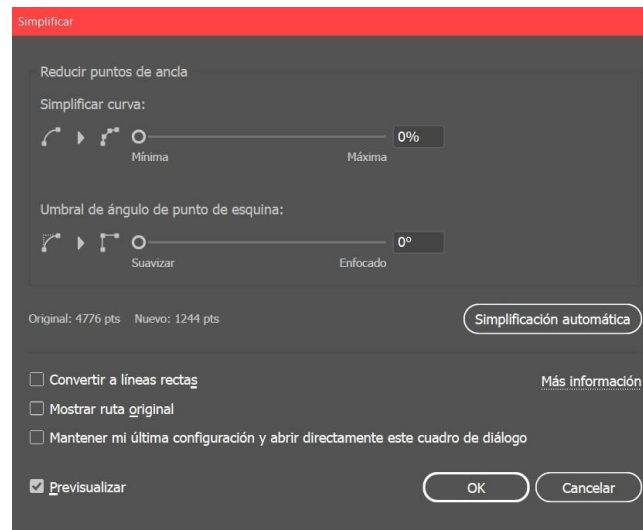 Simplificar
Reducir puntos de ancla
Simplificar curva:
0%
Mínima Máxima
Umbral de ángulo de punto de esquina:
0°
Suavizar Enfocado
Original: 4776 pts Nuevo: 1244 pts Simplificación automática
Convertir a líneas rectas Más información
Mostrar ruta original
Mantener mi última configuración y abrir directamente este cuadro de diálogo
Previsualizar OK Cancelar